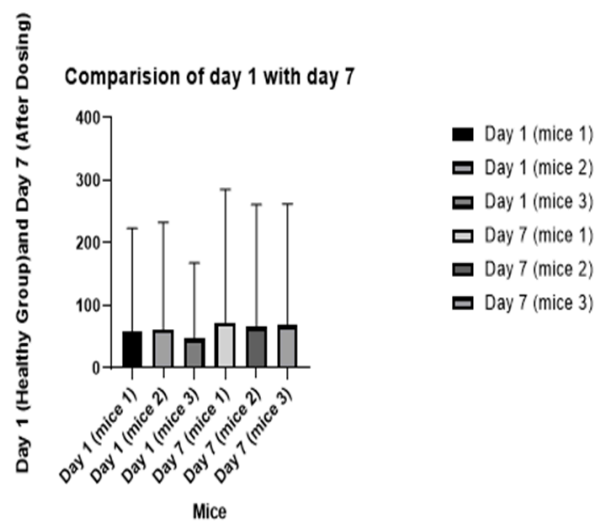 Comparision of day 1 with day 7
Day 1 (Healthy Group)and Day 7 (After Dosing)
400
300
200
100
0
Day 1 (mice 1)
Day 1 (mice 2)
Day 1 (mice 3)
Day 7 (mice 1)
Day 7 (mice 2)
Day 7 (mice 3)
Mice
Day 1 (mice 1)
Day 1 (mice 2)
Day 1 (mice 3)
Day 7 (mice 1)
Day 7 (mice 2)
Day 7 (mice 3)